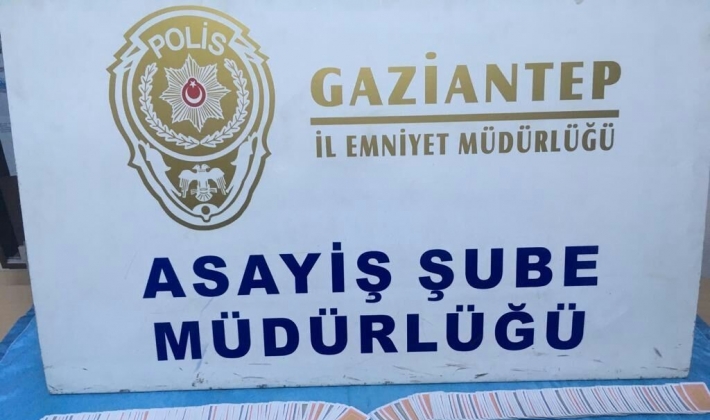 POLİS
GAZİANTEP
İL EMNİYET MÜDÜRLÜĞÜ
ASAYİŞ ŞUBE
MÜDÜRLÜĞÜ